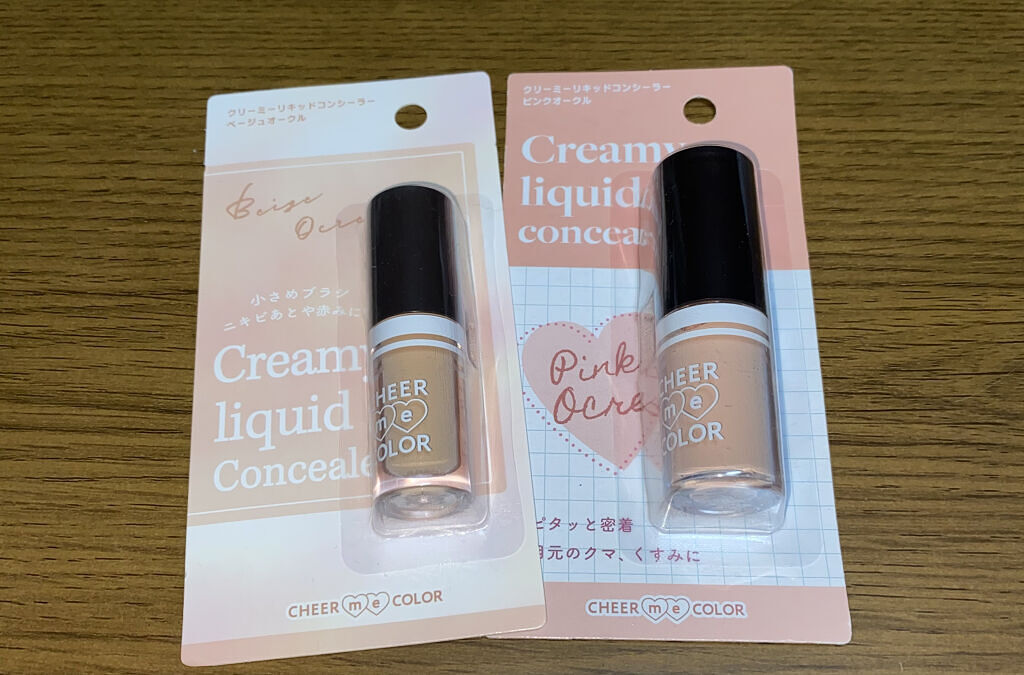 クリーミーリキッドコンシーラー
ベージュオークル
Beige
Ocre
小さめブラシ
ニキビあとや赤みに
Creamy
liquid
Conceale
CHEER
me
COLOR
CHEER me COLOR
クリーミーリキッドコンシーラー
ピンクオークル
Creamy
liquid
concea
Pink
Ocre
CHEER
me
COLOR
ピタッと密着
目元のクマ、くすみに
CHEER me COLOR